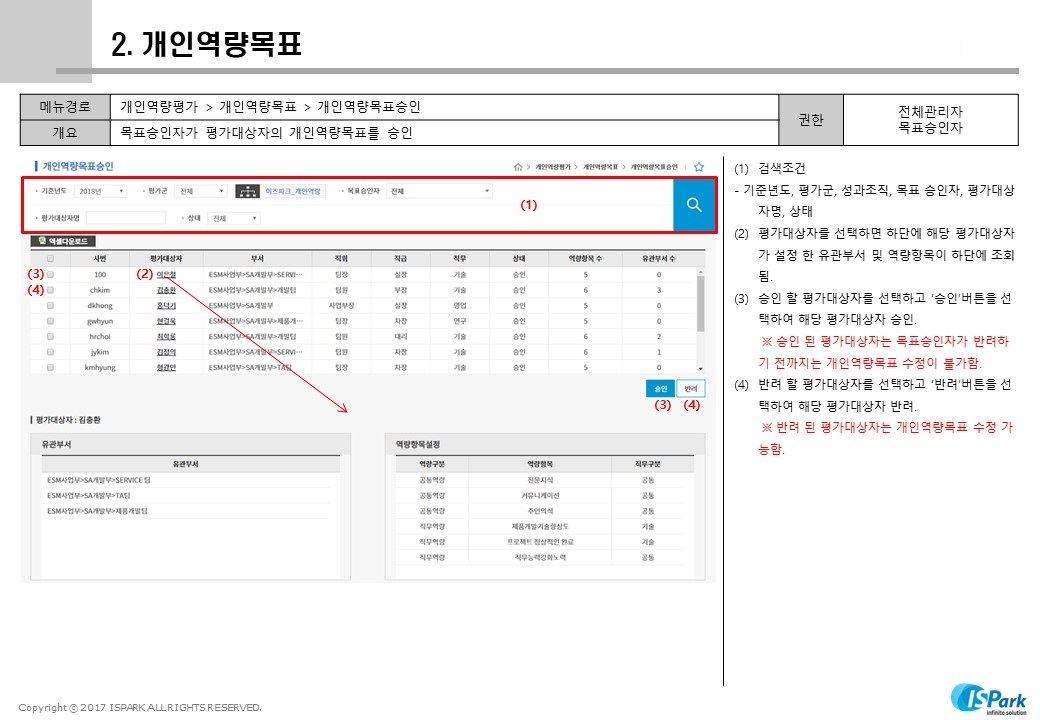 2. 개인역량목표
메뉴경로 개인역량평가 > 개인역량목표 > 개인역량목표승인
개요 목표승인자가 평가대상자의 개인역량목표를 승인
권한 전체관리자
목표승인자
개인역량목표승인
개인역량평가 > 개인역량목표 > 개인역량목표승인
기준년도 2018년 평가군 전체 이즈파크_개인역량 목표승인자 전체
(1)
평가대상자명 상태 전체
엑셀다운로드
사번 평가대상자 부서 직위 직급 직무 상태 역량항목 수 유관부서 수
(3) 100 (2) 이은철 ESM사업부>SA개발부>SERVI… 팀장 실장 기술 승인 5 0
(4) chkim 김충환 ESM사업부>SA개발부>개발팀 팀원 부장 기술 승인 6 3
dkhong 홍덕기 ESM사업부>SA개발부 사업부장 실장 영업 승인 5 0
gwhyun 현경욱 ESM사업부>SA개발부>제품개… 팀장 차장 연구 승인 5 0
hrchoi 최학룡 ESM사업부>SA개발부>개발팀 팀원 대리 기술 승인 6 2
jykim 김정의 ESM사업부>SA개발부>SERVI… 팀원 차장 기술 승인 6 1
kmhyung 형광민 ESM사업부>SA개발부>TA팀 팀장 차장 기술 승인 5 0
승인 반려
(3) (4)
평가대상자 : 김충환
유관부서
유관부서
ESM사업부>SA개발부>SERVICE 팀
ESM사업부>SA개발부>TA팀
ESM사업부>SA개발부>제품개발팀
역량항목설정
역량구분 역량항목 직무구분
공통역량 전문지식 공통
공통역량 커뮤니케이션 공통
공통역량 주인의식 공통
직무역량 제품개발기술향상도 기술
직무역량 프로젝트 정상적인 완료 기술
직무역량 직무능력강화노력 공통
(1) 검색조건
- 기준년도, 평가군, 성과조직, 목표 승인자, 평가대상
자명, 상태
(2) 평가대상자를 선택하면 하단에 해당 평가대상자
가 설정 한 유관부서 및 역량항목이 하단에 조회
됨.
(3) 승인 할 평가대상자를 선택하고 ‘승인’버튼을 선
택하여 해당 평가대상자 승인.
※ 승인 된 평가대상자는 목표승인자가 반려하
기 전까지는 개인역량목표 수정이 불가함.
(4) 반려 할 평가대상자를 선택하고 ‘반려’버튼을 선
택하여 해당 평가대상자 반려.
※ 반려 된 평가대상자는 개인역량목표 수정 가
능함.
Copyright ⓒ 2017 ISPARK ALL RIGHTS RESERVED.
ISPark
infinite solution